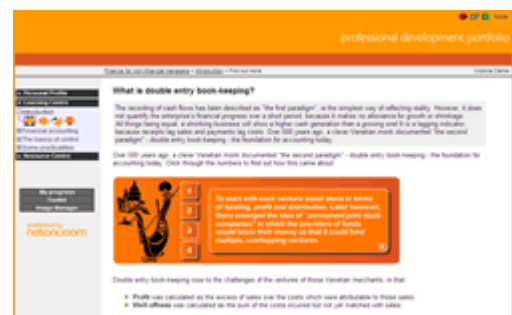 home
professional development portfolio
Finance for non-financial managers • Introduction • Find out more
Victoria
Personal Profile
Learning Centre
Introduction
Financial accounting
The basics of control
Some practicalities
Resource Centre
My progress
Toolkit
Image Manager
nelsoncroom
What is double entry book-keeping?
The recording of cash flows has been described as "the first paradigm", is the simplest way of reflecting reality. However, it does
not quantify the enterprise's financial progress over a short period, because it makes no allowance for growth or shrinkage.
All things being equal, a shrinking business will show a higher cash generation than a growing one! It is a lagging indicator,
because receipts lag sales and payments lag costs. Over 500 years ago, a clever Venetian monk documented "the second
paradigm" - double entry book-keeping - the foundation for accounting today.
Over 500 years ago, a clever Venetian monk documented "the second paradigm" - double entry book-keeping - the foundation for
accounting today. Click through the numbers to find out how this came about.
1
2
3
4
To start with each venture stood alone in terms
of funding, profit and distribution. Later however,
there emerged the idea of "permanent/joint stock
companies" in which the providers of funds
would leave their money so that it could fund
multiple, overlapping ventures.
Double entry book-keeping rose to the challenges of the ventures of those Venetian merchants, in that:
Profit was calculated as the excess of sales over the costs which were attributable to those sales;
Well-offness was calculated as the sum of the costs incurred but not yet matched with sales.